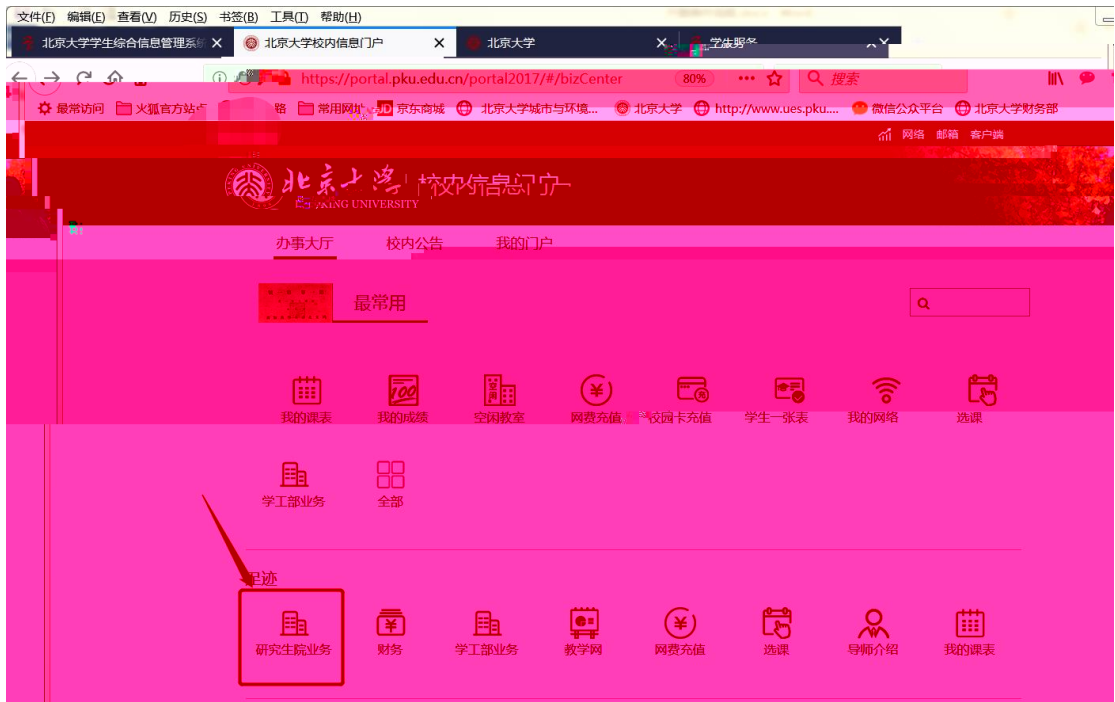 文件(F) 编辑(E) 查看(V) 历史(S) 书签(B) 工具(T) 帮助(H)
北京大学学生综合信息管理系统 北京大学校内信息门户 北京大学
https://portal.pku.edu.cn/portal2017/#/bizCenter 80% 搜索
最常访问 火狐官方站点 常用网址 JD 京东商城 北京大学城市与环境... 北京大学 http://www.ues.pku.... 微信公众平台 北京大学财务部
网络 邮箱 客户端
北京大学 校内信息门户
UNIVERSITY
办事大厅 校内公告 我的门户
最常用
我的课表 我的成绩 空闲教室 网费充值 校园卡充值 学生一张表 我的网络 选课
学工部业务 全部
足迹
研究生院业务 财务 学工部业务 教学网 网费充值 选课 导师介绍 我的课表